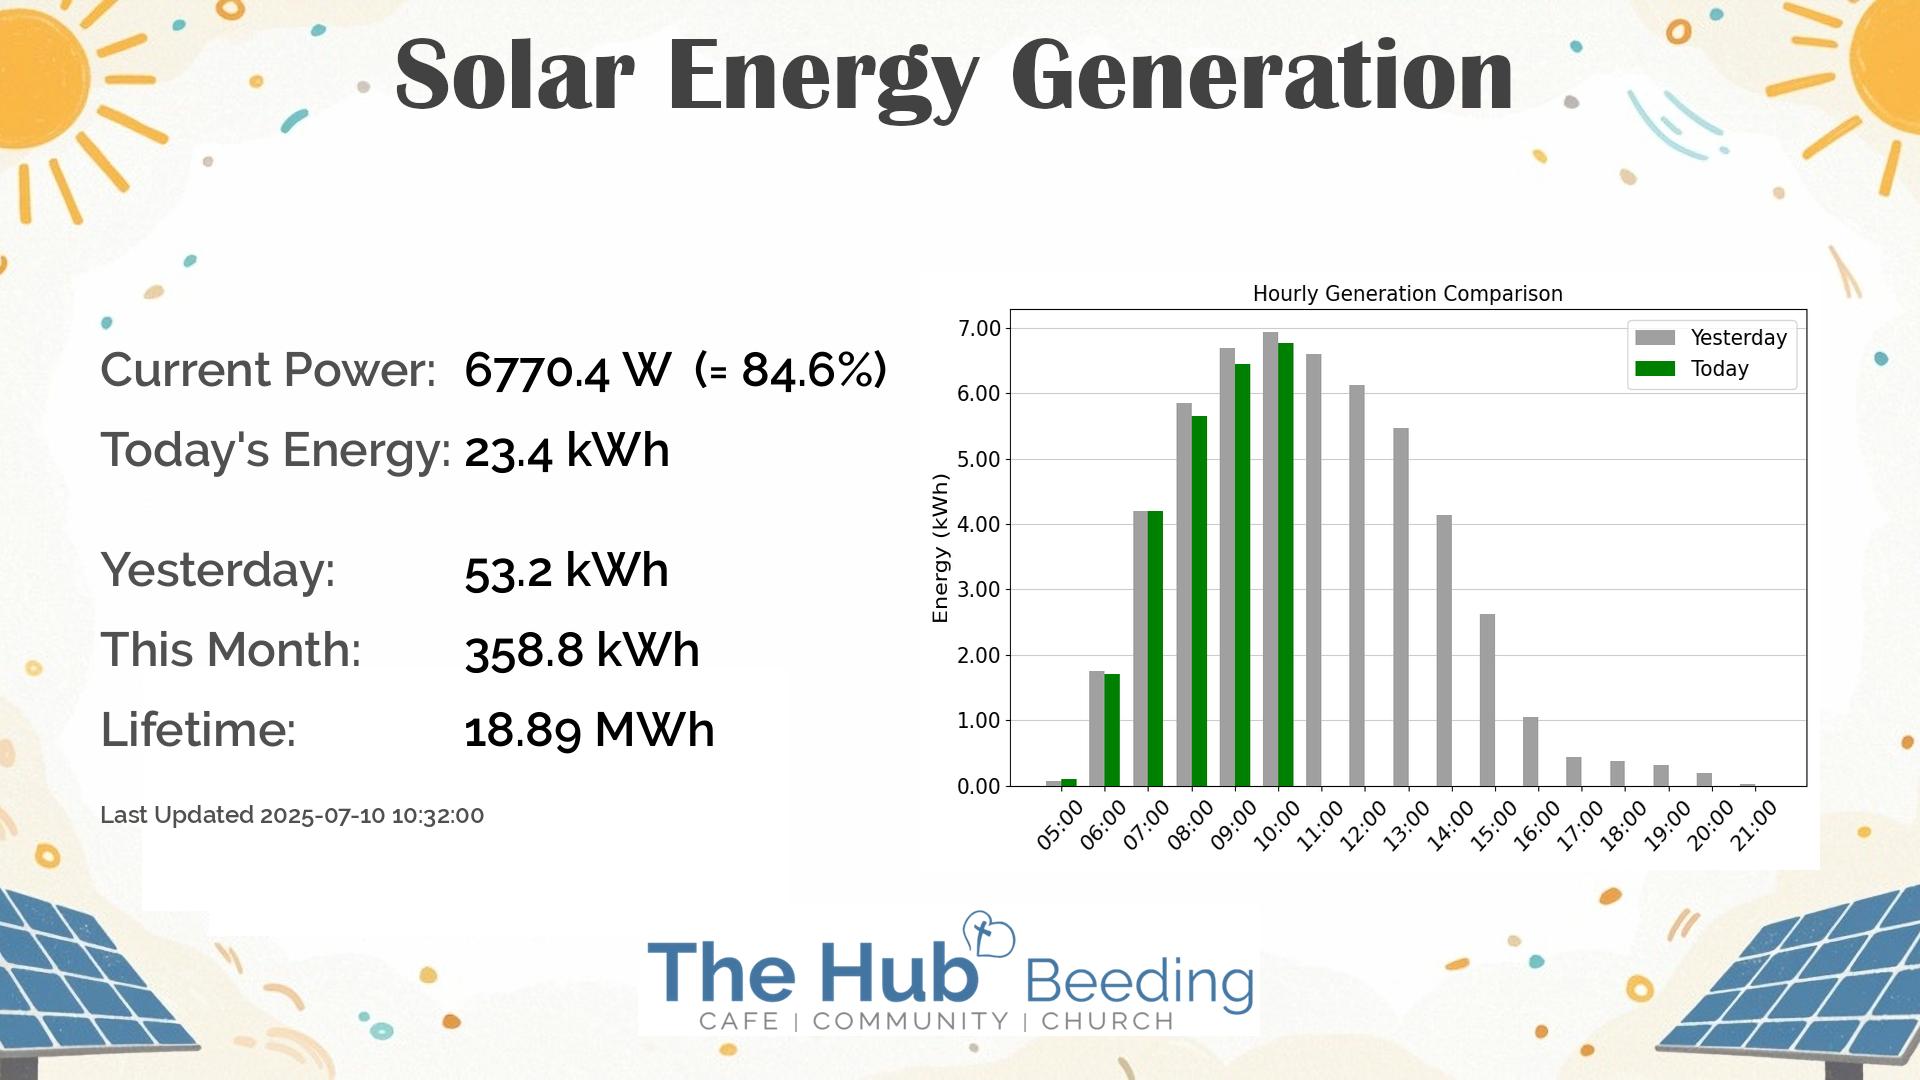 Solar Energy Generation
Current Power: 6770.4 W (= 84.6%)
Today's Energy: 23.4 kWh
Yesterday: 53.2 kWh
This Month: 358.8 kWh
Lifetime: 18.89 MWh
Last Updated 2025-07-10 10:32:00
Hourly Generation Comparison
Yesterday
Today
Energy (kWh)
7.00
6.00
5.00
4.00
3.00
2.00
1.00
0.00
05:00 06:00 07:00 08:00 09:00 10:00 11:00 12:00 13:00 14:00 15:00 16:00 17:00 18:00 19:00 20:00 21:00
The Hub Beeding
CAFE | COMMUNITY | CHURCH